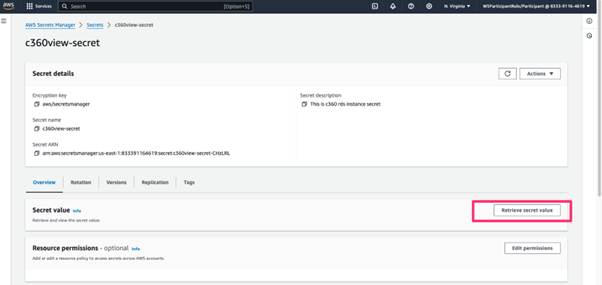 aws Services Search [Option+S] N. Virginia WSParticipantRole/Participant @ 8333-9116-4619
AWS Secrets Manager > Secrets > c360view-secret
c360view-secret
Secret details
Actions
Encryption key
aws/secretsmanager
Secret description
This is c360 rds instance secret
Secret name
c360view-secret
Secret ARN
arn:aws:secretsmanager:us-east-1:833391164619:secret:c360view-secret-CHzLRL
Overview Rotation Versions Replication Tags
Secret value Info
Retrieve and view the secret value.
Retrieve secret value
Resource permissions - optional Info
Add or edit a resource policy to access secrets across AWS accounts.
Edit permissions